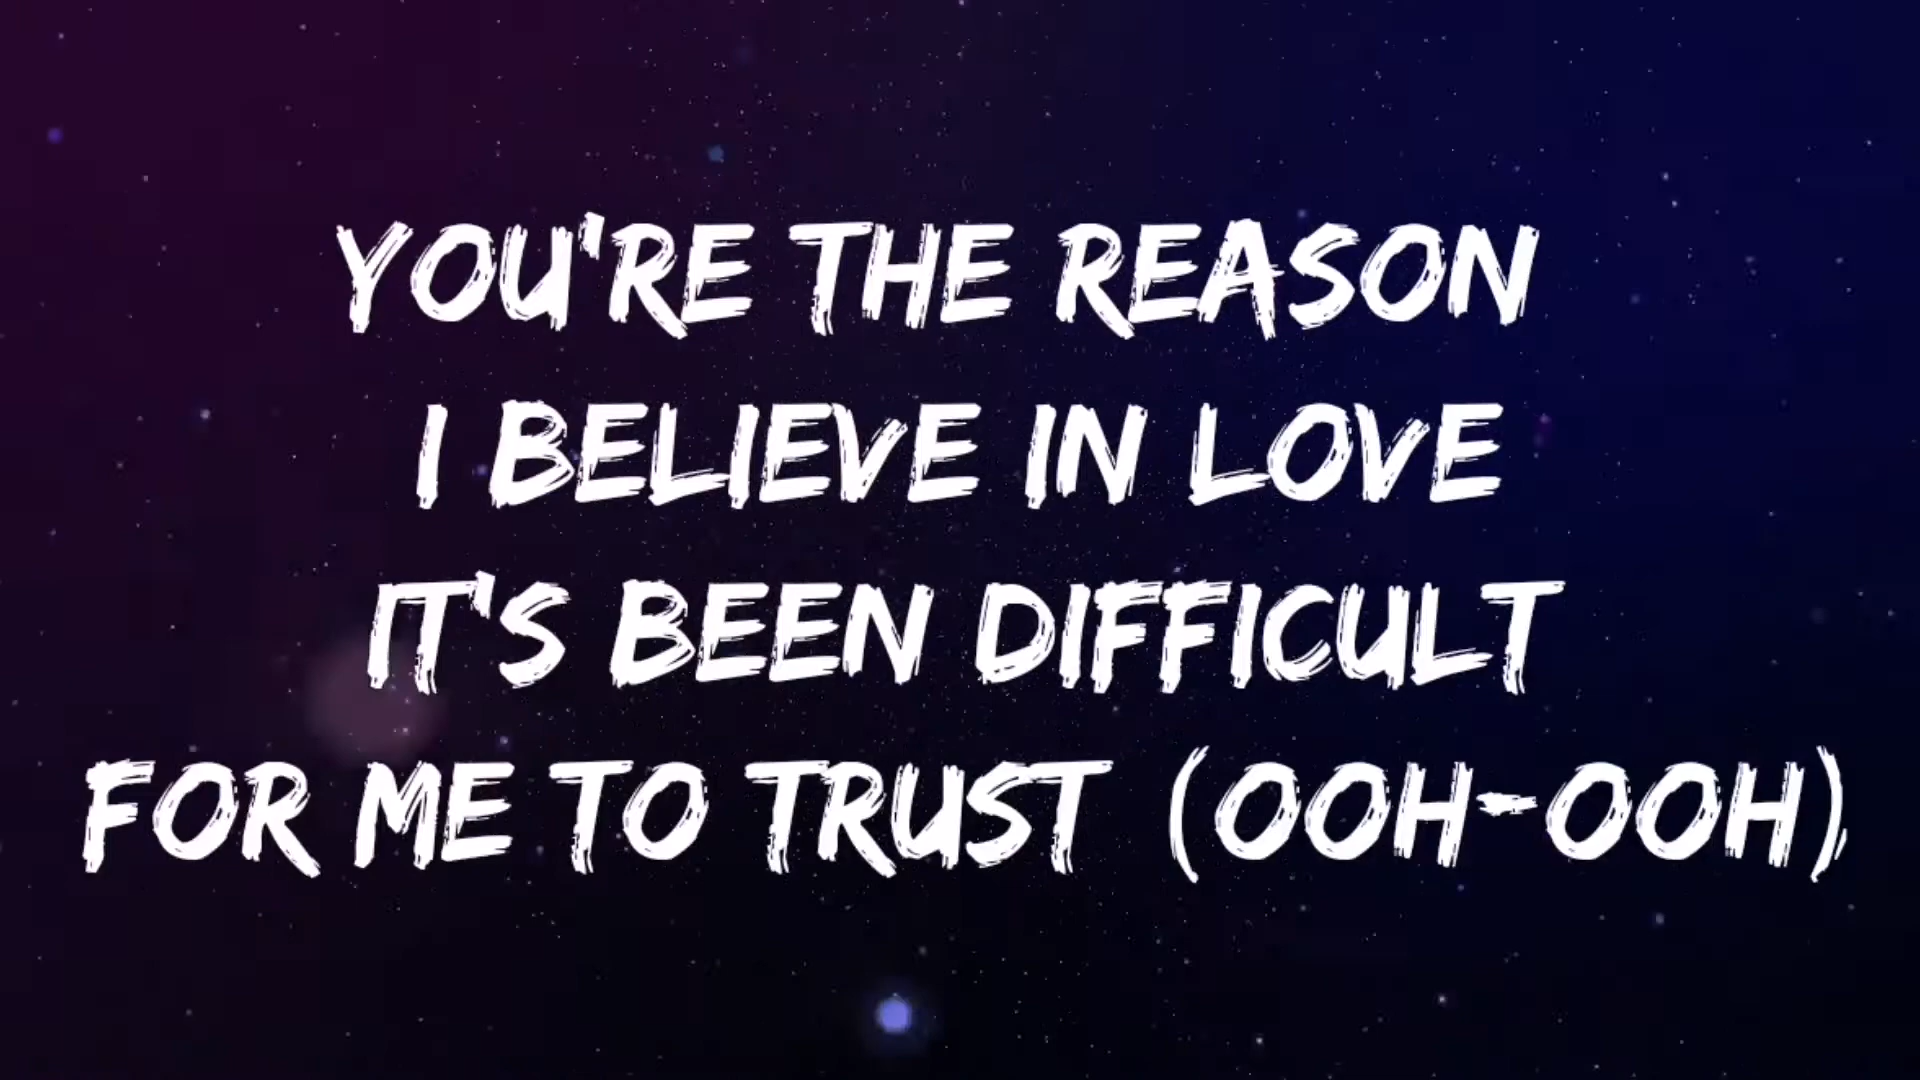 YOU'RE THE REASON
I BELIEVE IN LOVE
IT'S BEEN DIFFICULT
FOR ME TO TRUST (OOH-OOH)